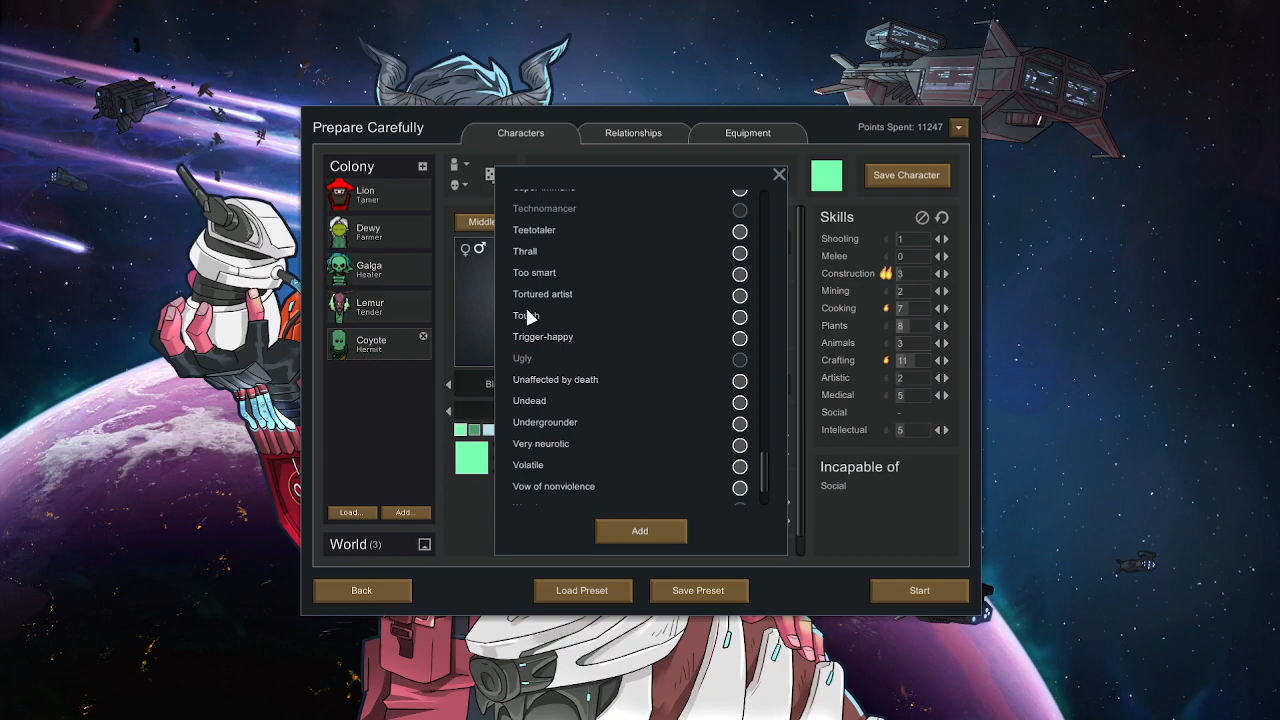 Prepare Carefully
Characters
Relationships
Equipment
Points Spent: 11247
Colony
Lion
Tamer
Dewy
Farmer
Galga
Healer
Lemur
Tender
Coyote
Hermit
Load...
Add...
World (3)
Middle
Bl
Technomancer
Teetotaler
Thrall
Too smart
Tortured artist
Trigger-happy
Ugly
Unaffected by death
Undead
Undergrounder
Very neurotic
Volatile
Vow of nonviolence
Add
Save Character
Skills
Shooting 1
Melee 0
Construction 3
Mining 2
Cooking 7
Plants 8
Animals 3
Crafting 11
Artistic 2
Medical 5
Social -
Intellectual 5
Incapable of
Social
Back
Load Preset
Save Preset
Start